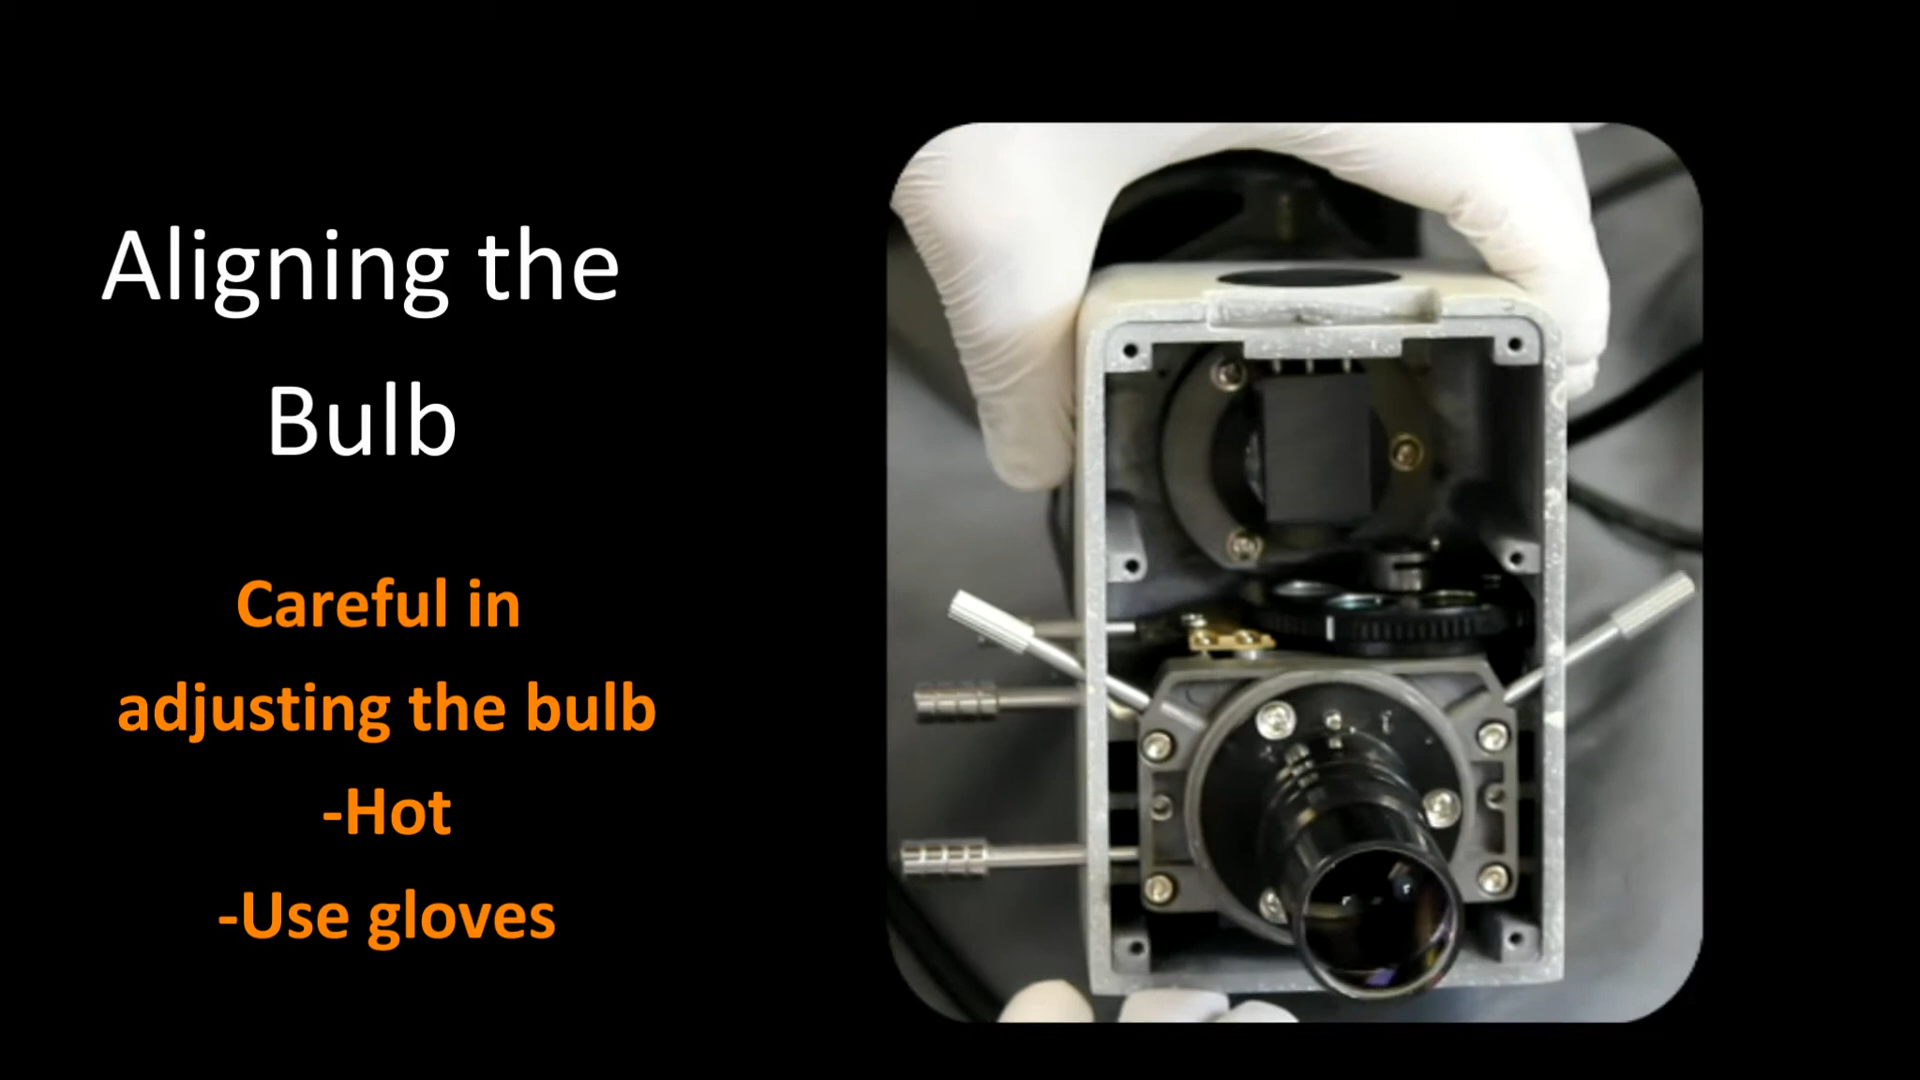 Aligning the
Bulb
Careful in
adjusting the bulb
-Hot
-Use gloves